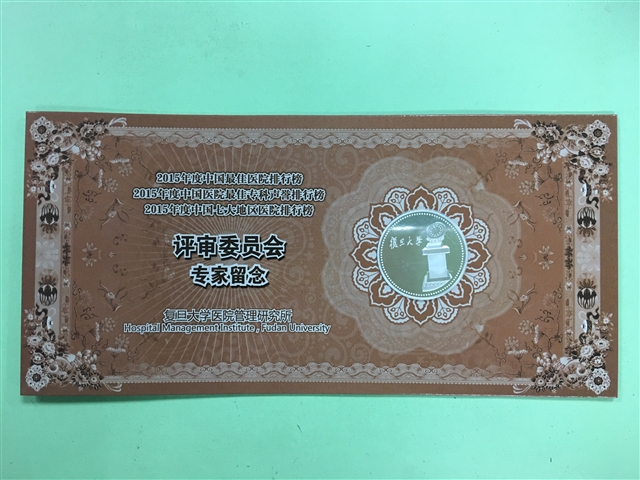 2015年度中国最佳医院排行榜
2015年度中国医院最佳专科声誉排行榜
2015年度中国七大地区医院排行榜
评审委员会
专家留念
复旦大学医院管理研究所
Hospital Management Institute , Fudan University
復旦大學